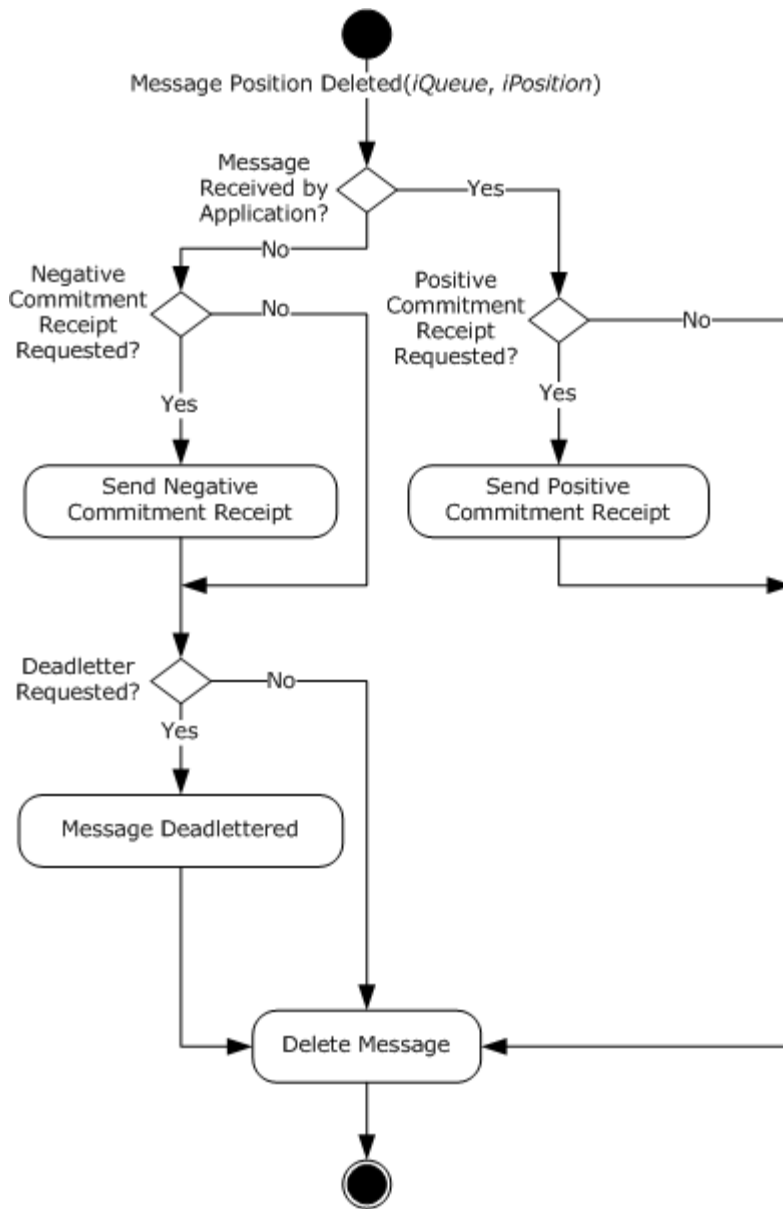 Message Position Deleted(iQueue, iPosition)
Message
Received by
Application?
Yes
No
Negative
Commitment
Receipt
Requested?
No
Positive
Commitment
Receipt
Requested?
No
Yes
Yes
Send Negative
Commitment Receipt
Send Positive
Commitment Receipt
Deadletter
Requested?
No
Yes
Message Deadlettered
Delete Message